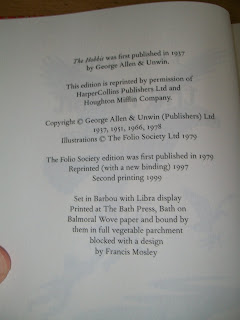 The Hobbit was first published in 1937
by George Allen & Unwin.
This edition is reprinted by permission of
HarperCollins Publishers Ltd and
Houghton Mifflin Company.
Copyright © George Allen & Unwin (Publishers) Ltd
1937, 1951, 1966, 1978
Illustrations © The Folio Society Ltd 1979
The Folio Society edition was first published in 1979
Reprinted (with a new binding) 1997
Second printing 1999
Set in Barbou with Libra display
Printed at The Bath Press, Bath on
Balmoral Wove paper and bound by
them in full vegetable parchment
blocked with a design
by Francis Mosley